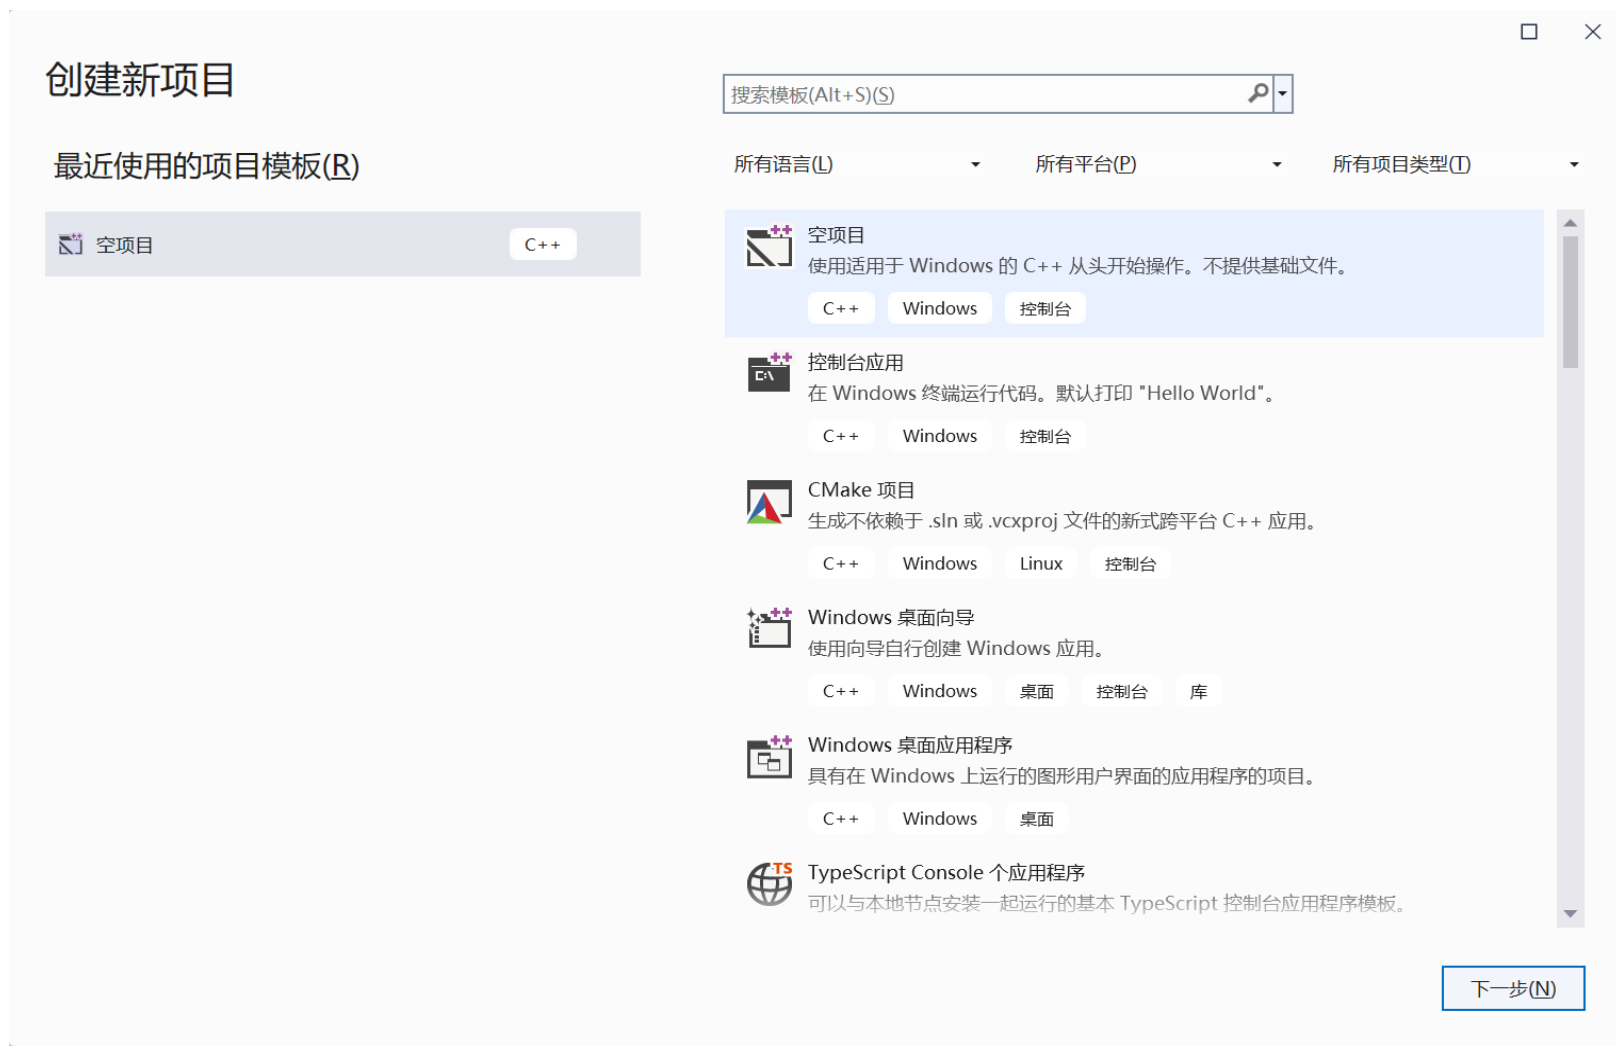 创建新项目
搜索模板(Alt+S)(S)
最近使用的项目模板(R)
所有语言(L) 所有平台(P) 所有项目类型(T)
空项目 C++
空项目
使用适用于 Windows 的 C++ 从头开始操作。不提供基础文件。
C++ Windows 控制台
控制台应用
C:\
在 Windows 终端运行代码。默认打印 "Hello World"。
C++ Windows 控制台
CMake 项目
生成不依赖于 .sln 或 .vcxproj 文件的新式跨平台 C++ 应用。
C++ Windows Linux 控制台
Windows 桌面向导
使用向导自行创建 Windows 应用。
C++ Windows 桌面 控制台 库
Windows 桌面应用程序
具有在 Windows 上运行的图形用户界面的应用程序的项目。
C++ Windows 桌面
TS
TypeScript Console 个应用程序
可以与本地节点安装一起运行的基本 TypeScript 控制台应用程序模板。
下一步(N)